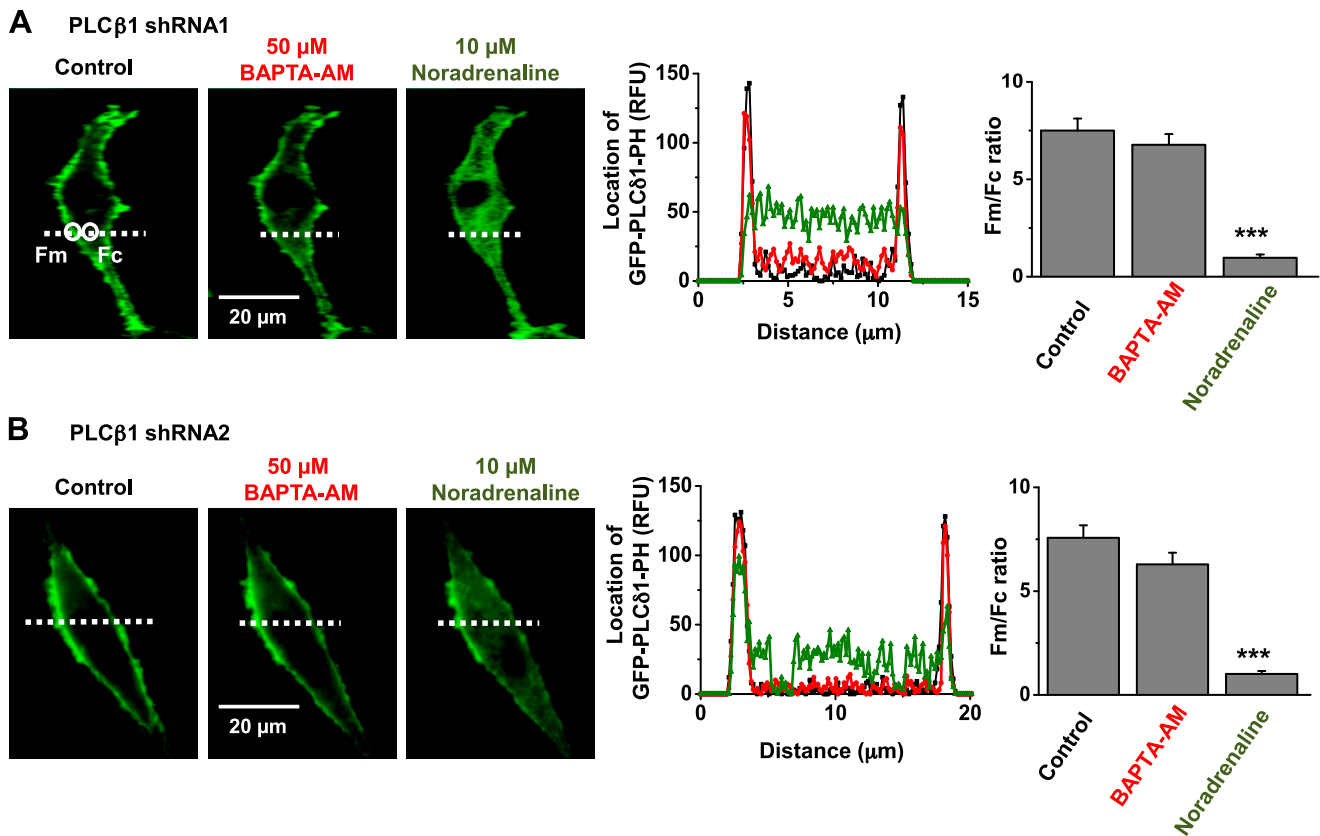 A PLCβ1 shRNA1
Control
50 µM
BAPTA-AM
10 µM
Noradrenaline
Fm Fc
20 µm
Location of
GFP-PLCδ1-PH (RFU)
150
100
50
0
0 5 10 15
Distance (µm)
Fm/Fc ratio
10
5
0
***
Control
BAPTA-AM
Noradrenaline
B PLCβ1 shRNA2
Control
50 µM
BAPTA-AM
10 µM
Noradrenaline
20 µm
Location of
GFP-PLCδ1-PH (RFU)
150
100
50
0
0 10 20
Distance (µm)
Fm/Fc ratio
10
5
0
***
Control
BAPTA-AM
Noradrenaline